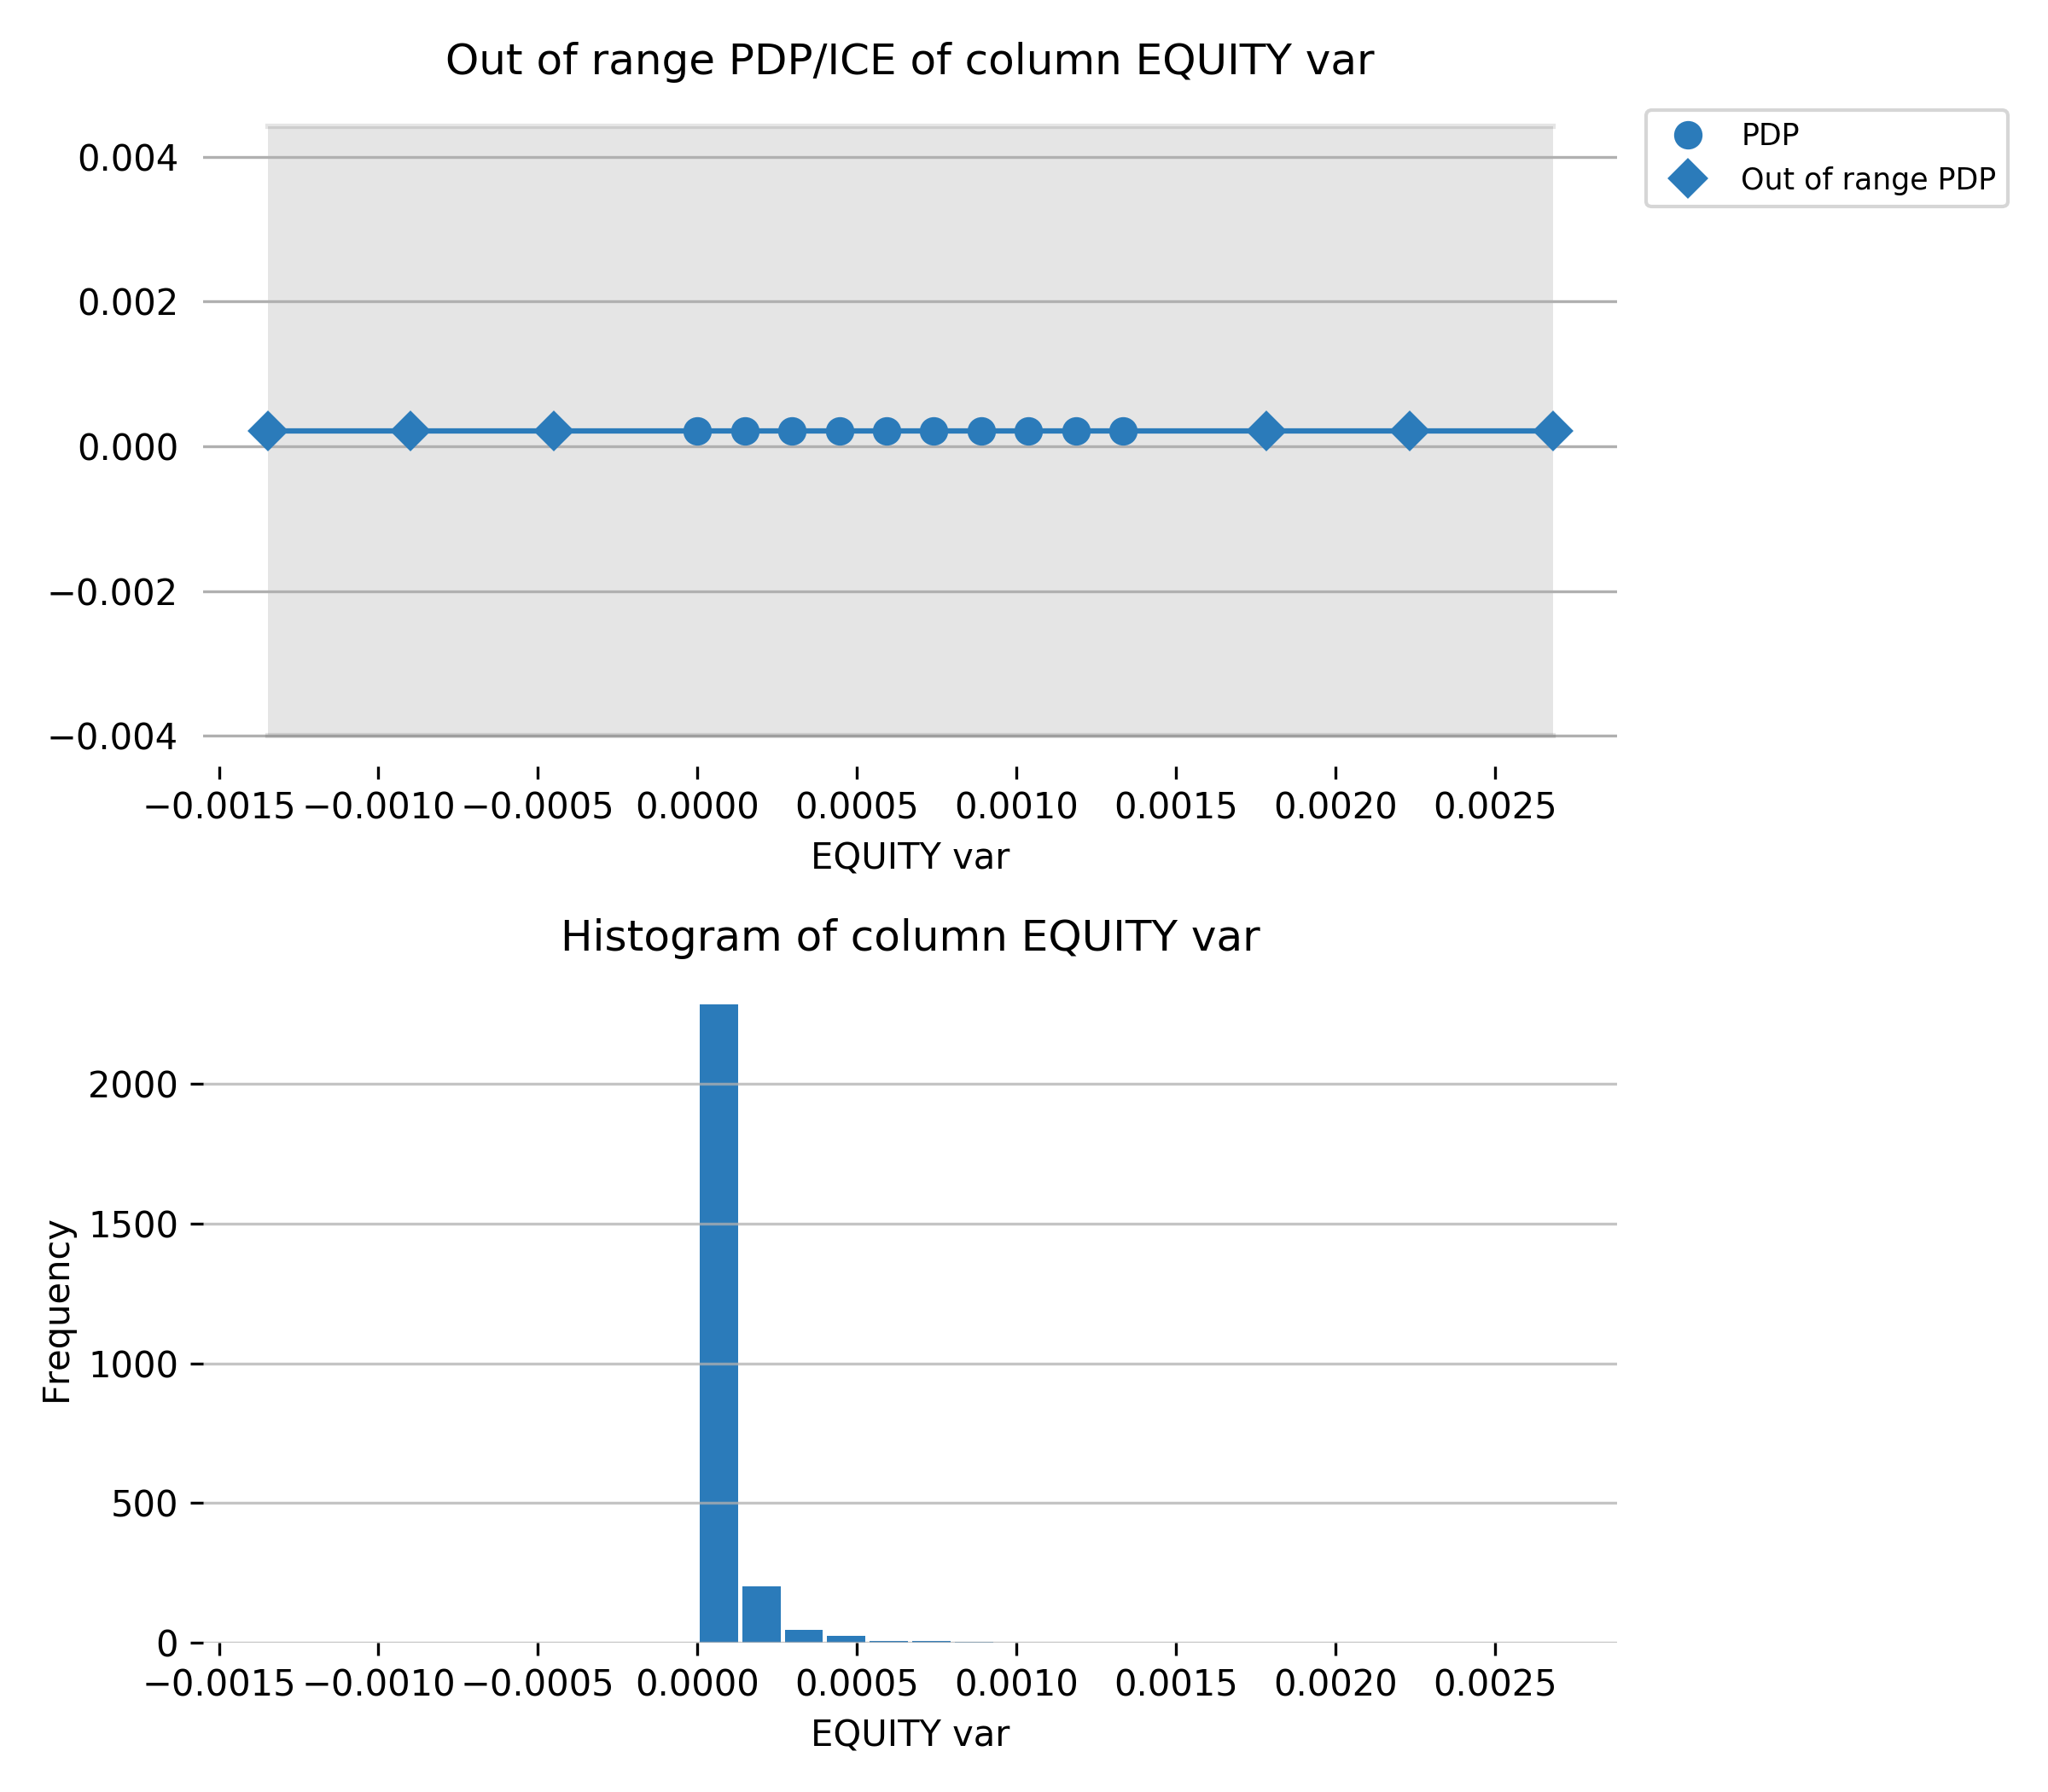 Out of range PDP/ICE of column EQUITY var
PDP
Out of range PDP
0.004
0.002
0.000
−0.002
−0.004
−0.0015 −0.0010 −0.0005 0.0000 0.0005 0.0010 0.0015 0.0020 0.0025
EQUITY var
Histogram of column EQUITY var
Frequency
2000
1500
1000
500
0
−0.0015 −0.0010 −0.0005 0.0000 0.0005 0.0010 0.0015 0.0020 0.0025
EQUITY var